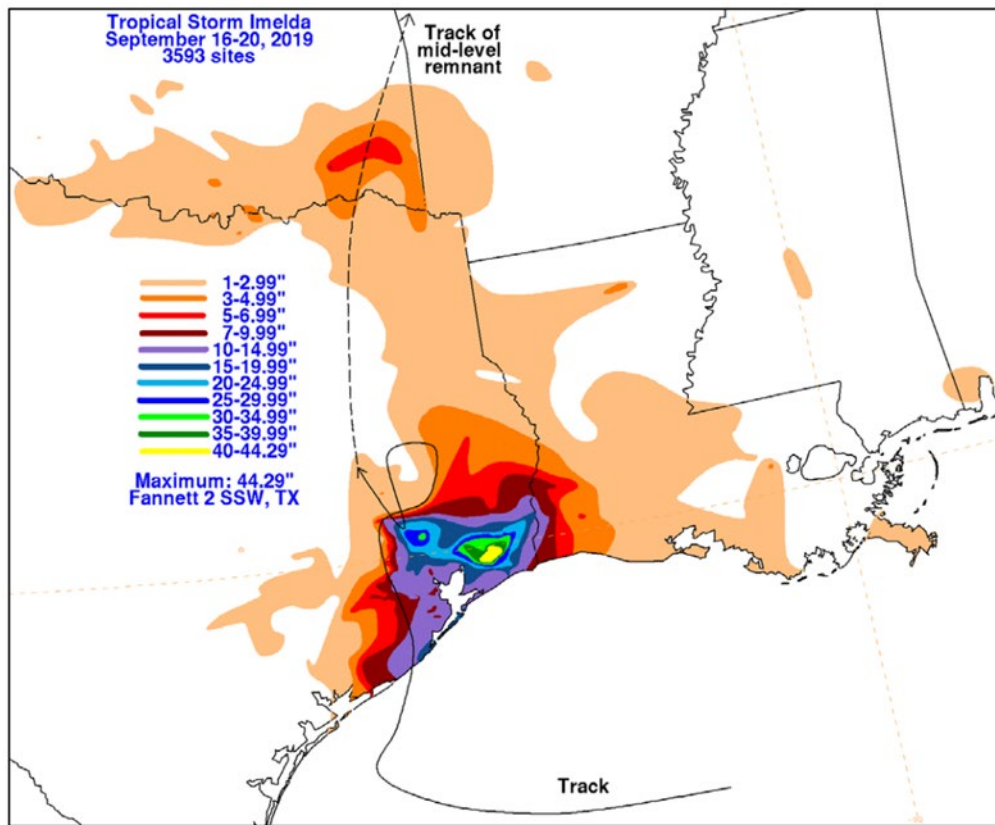 Tropical Storm Imelda
September 16-20, 2019
3593 sites
Track of
mid-level
remnant
1-2.99"
3-4.99"
5-6.99"
7-9.99"
10-14.99"
15-19.99"
20-24.99"
25-29.99"
30-34.99"
35-39.99"
40-44.29"
Maximum: 44.29"
Fannett 2 SSW, TX
Track